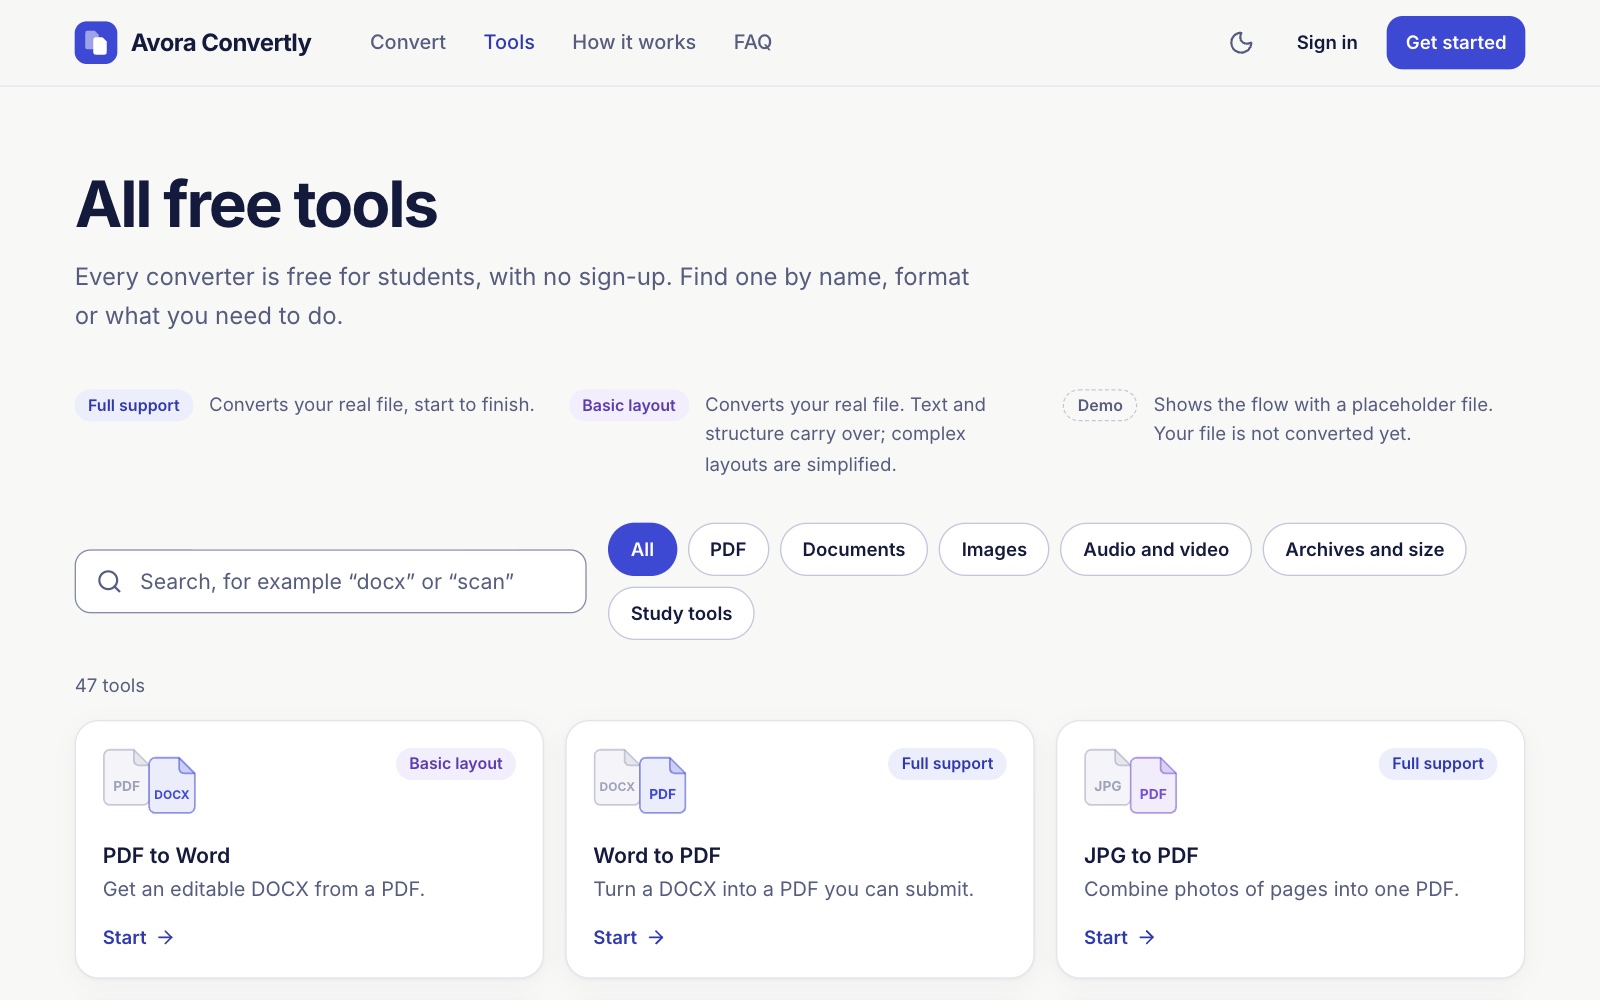 Avora Convertly
Convert
Tools
How it works
FAQ
Sign in
Get started
All free tools
Every converter is free for students, with no sign-up. Find one by name, format
or what you need to do.
Full support
Converts your real file, start to finish.
Basic layout
Converts your real file. Text and
structure carry over; complex
layouts are simplified.
Demo
Shows the flow with a placeholder file.
Your file is not converted yet.
Search, for example “docx” or “scan”
All
PDF
Documents
Images
Audio and video
Archives and size
Study tools
47 tools
PDF
DOCX
Basic layout
PDF to Word
Get an editable DOCX from a PDF.
Start
DOCX
PDF
Full support
Word to PDF
Turn a DOCX into a PDF you can submit.
Start
JPG
PDF
Full support
JPG to PDF
Combine photos of pages into one PDF.
Start